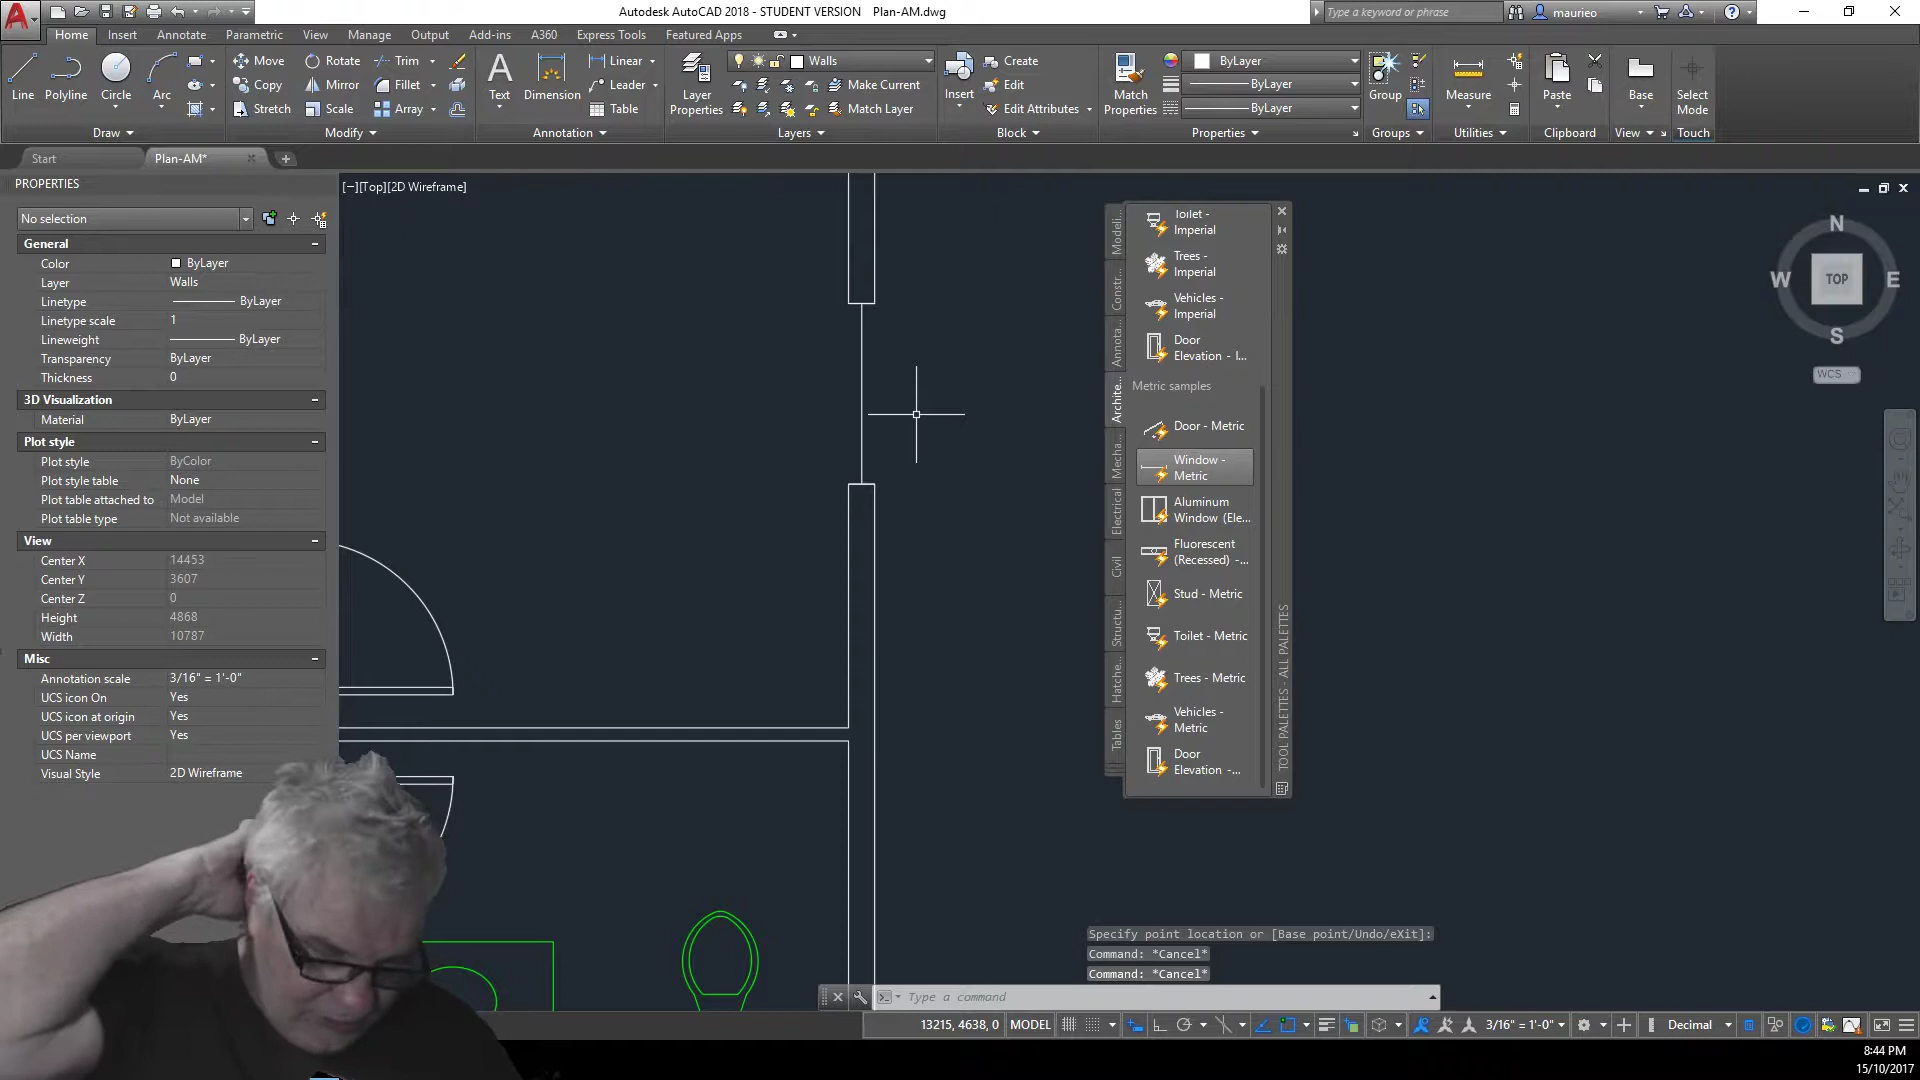 Autodesk AutoCAD 2018 - STUDENT VERSION Plan-AM.dwg
Type a keyword or phrase
maurieo
Home Insert Annotate Parametric View Manage Output Add-ins A360 Express Tools Featured Apps
Line Polyline Circle Arc
Draw
Move Rotate Trim
Copy Mirror Fillet
Stretch Scale Array
Modify
Text Dimension
Linear
Leader
Table
Annotation
Layer Properties
Walls
Make Current
Match Layer
Layers
Insert
Create
Edit
Edit Attributes
Block
Match Properties
ByLayer
ByLayer
ByLayer
Properties
Group
Groups
Measure
Utilities
Paste
Clipboard
Base
View
Select Mode
Touch
Start
Plan-AM*
PROPERTIES
No selection
General
Color ByLayer
Layer Walls
Linetype ByLayer
Linetype scale 1
Lineweight ByLayer
Transparency ByLayer
Thickness 0
3D Visualization
Material ByLayer
Plot style
Plot style ByColor
Plot style table None
Plot table attached to Model
Plot table type Not available
View
Center X 14453
Center Y 3607
Center Z 0
Height 4868
Width 10787
Misc
Annotation scale 3/16" = 1'-0"
UCS icon On Yes
UCS icon at origin Yes
UCS per viewport Yes
UCS Name
Visual Style 2D Wireframe
[−][Top][2D Wireframe]
Modeli...
Constr...
Annota...
Archite...
Mecha...
Electrical
Civil
Structu...
Hatche...
Tables
Toilet -
Imperial
Trees -
Imperial
Vehicles -
Imperial
Door
Elevation - I...
Metric samples
Door - Metric
Window -
Metric
Aluminum
Window (Ele...
Fluorescent
(Recessed) -...
Stud - Metric
Toilet - Metric
Trees - Metric
Vehicles -
Metric
Door
Elevation -...
TOOL PALETTES - ALL PALETTES
N
W TOP E
S
WCS
Specify point location or [Base point/Undo/eXit]:
Command: *Cancel*
Command: *Cancel*
Type a command
13215, 4638, 0 MODEL
3/16" = 1'-0"
Decimal
8:44 PM
15/10/2017